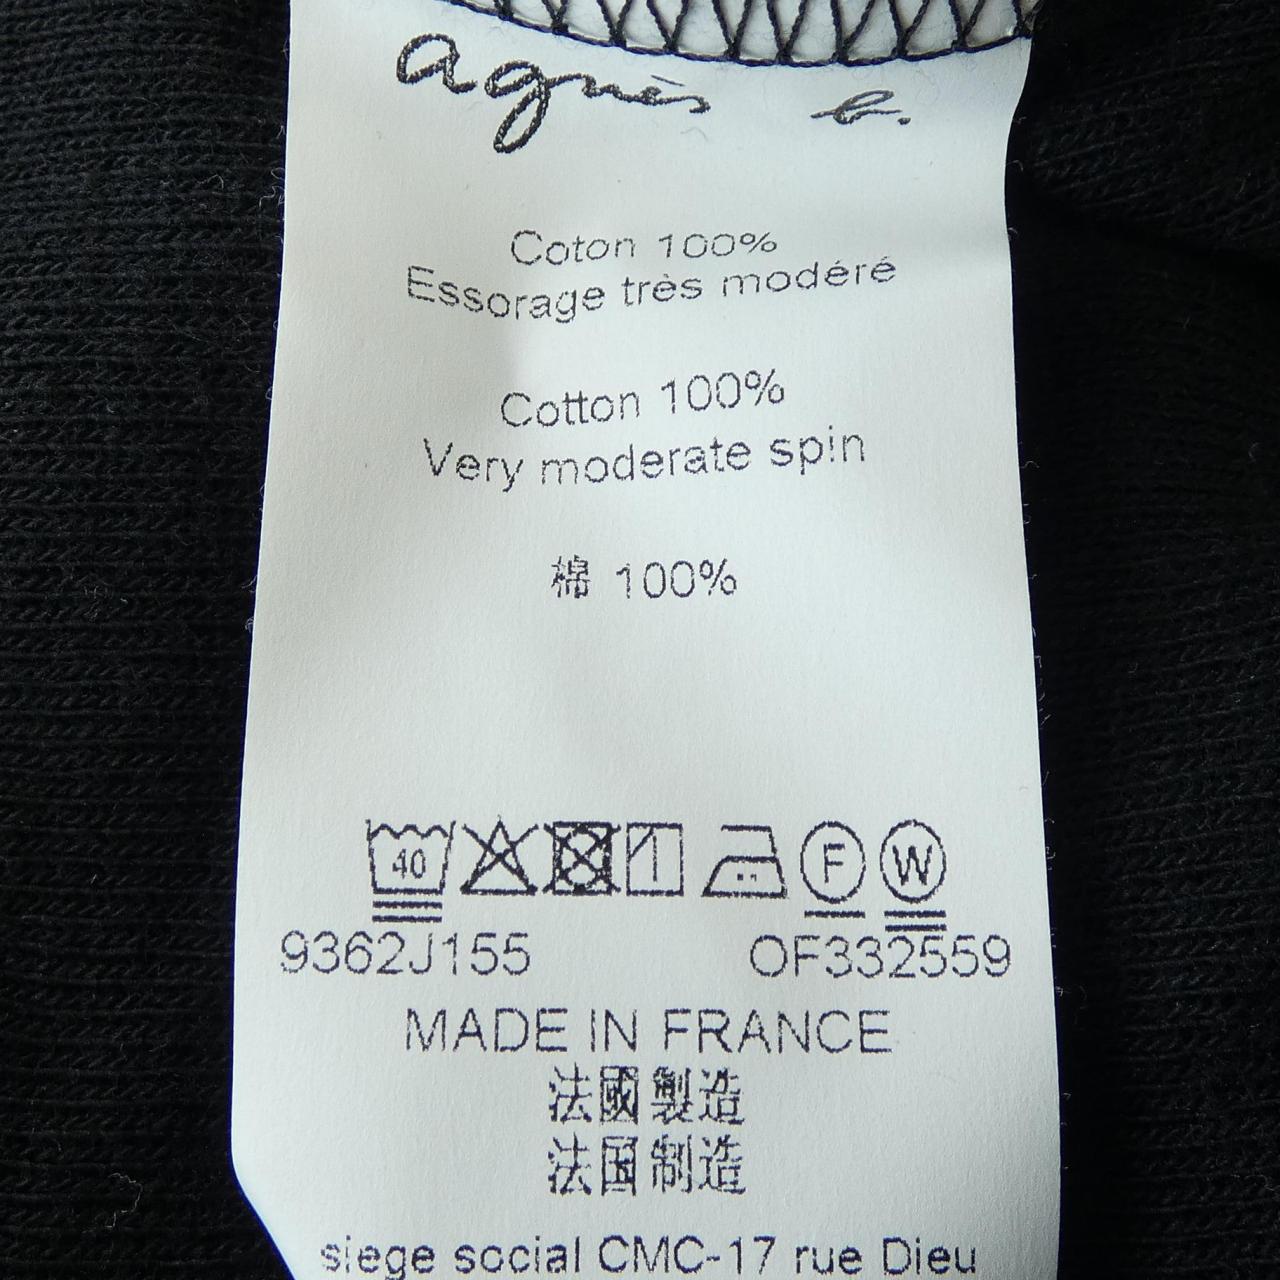 agnès b.
Coton 100%
Essorage très modéré
Cotton 100%
Very moderate spin
棉 100%
40 F W
9362J155 OF332559
MADE IN FRANCE
法國製造
法国制造
siege social CMC-17 rue Dieu